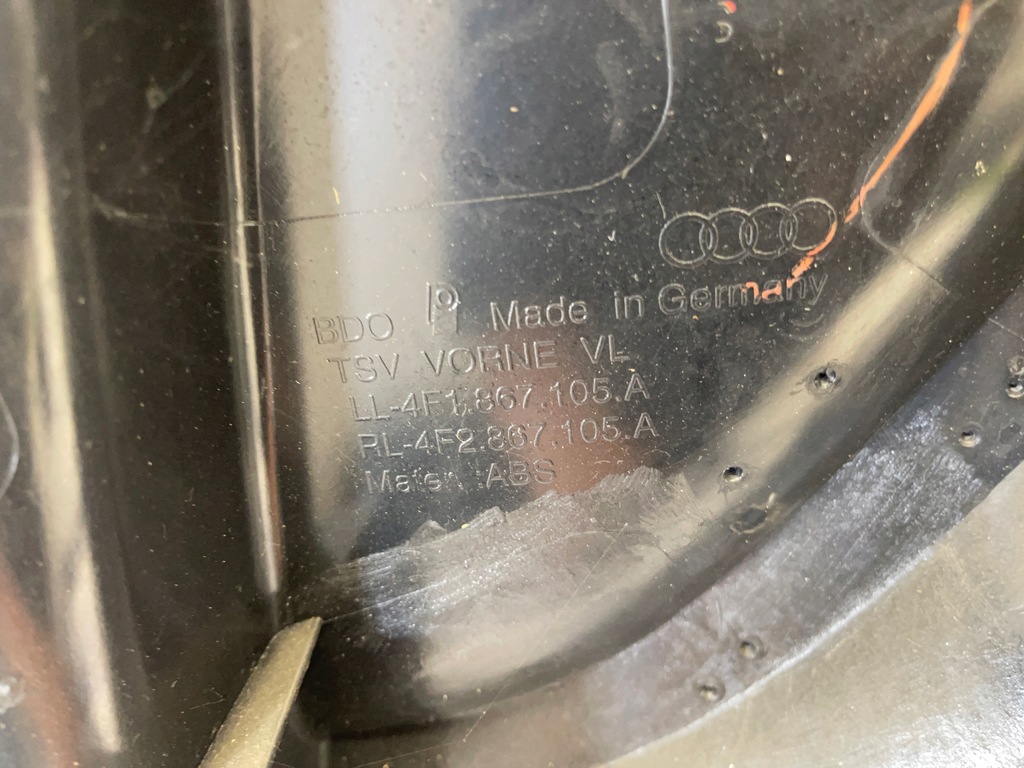 BDO Made in Germany
TSV VORNE VL
LL-4F1.867.105.A
RL-4F2.867.105.A
Mater. ABS